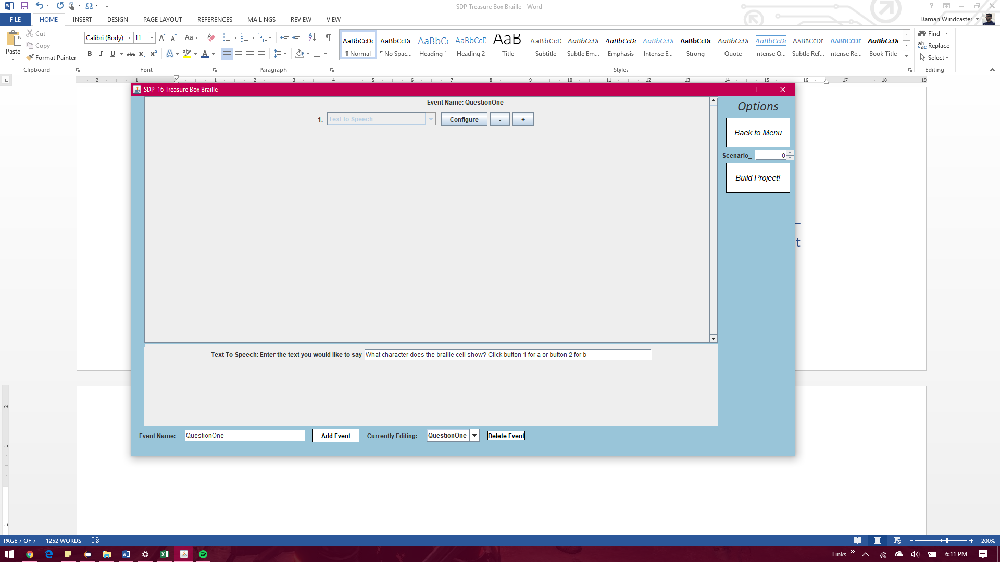 SDP Treasure Box Braille - Word
FILE HOME INSERT DESIGN PAGE LAYOUT REFERENCES MAILINGS REVIEW VIEW
Daman Windcaster
Paste
Cut
Copy
Format Painter
Clipboard
Calibri (Body) 11
Font
Paragraph
AaBbCcDc AaBbCcDc AaBbCc AaBbCcD AaBl AaBbCcD AaBbCcDc AaBbCcDc AaBbCcDc AaBbCcDc AaBbCcDc AaBbCcDc AABBCCDE AABBCCDE AaBbCcDc
¶ Normal ¶ No Spac... Heading 1 Heading 2 Title Subtitle Subtle Em... Emphasis Intense E... Strong Quote Intense Q... Subtle Ref... Intense Re... Book Title
Styles
Find
Replace
Select
Editing
2 1 1 2 3 4 5 6 7 8 9 10 11 12 13 14 15 16 17 18 19
SDP-16 Treasure Box Braille
Event Name: QuestionOne
1. Text to Speech Configure - +
Options
Back to Menu
Scenario_ 0
Build Project!
t
Text To Speech: Enter the text you would like to say What character does the braille cell show? Click button 1 for a or button 2 for b
Event Name: QuestionOne Add Event Currently Editing: QuestionOne Delete Event
2
1
1
PAGE 7 OF 7 1252 WORDS 200%
Links 6:11 PM